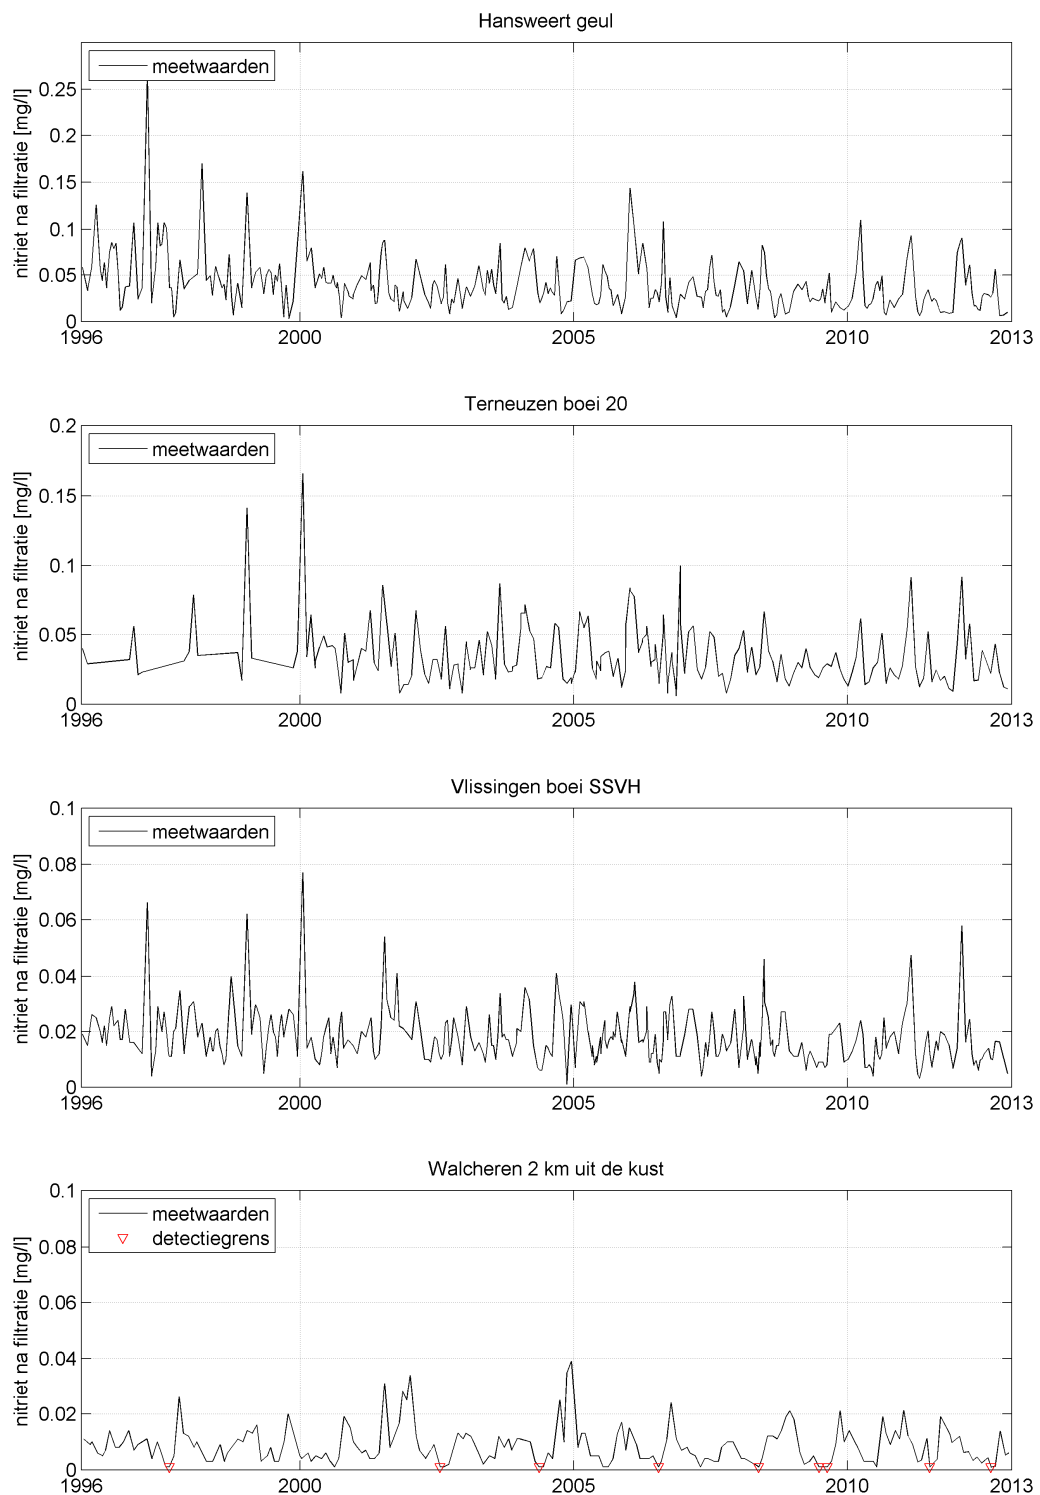 Hansweert geul
meetwaarden
nitriet na filtratie [mg/l]
0.25
0.2
0.15
0.1
0.05
0
1996 2000 2005 2010 2013
Terneuzen boei 20
meetwaarden
nitriet na filtratie [mg/l]
0.2
0.15
0.1
0.05
0
1996 2000 2005 2010 2013
Vlissingen boei SSVH
meetwaarden
nitriet na filtratie [mg/l]
0.1
0.08
0.06
0.04
0.02
0
1996 2000 2005 2010 2013
Walcheren 2 km uit de kust
meetwaarden
detectiegrens
nitriet na filtratie [mg/l]
0.1
0.08
0.06
0.04
0.02
0
1996 2000 2005 2010 2013